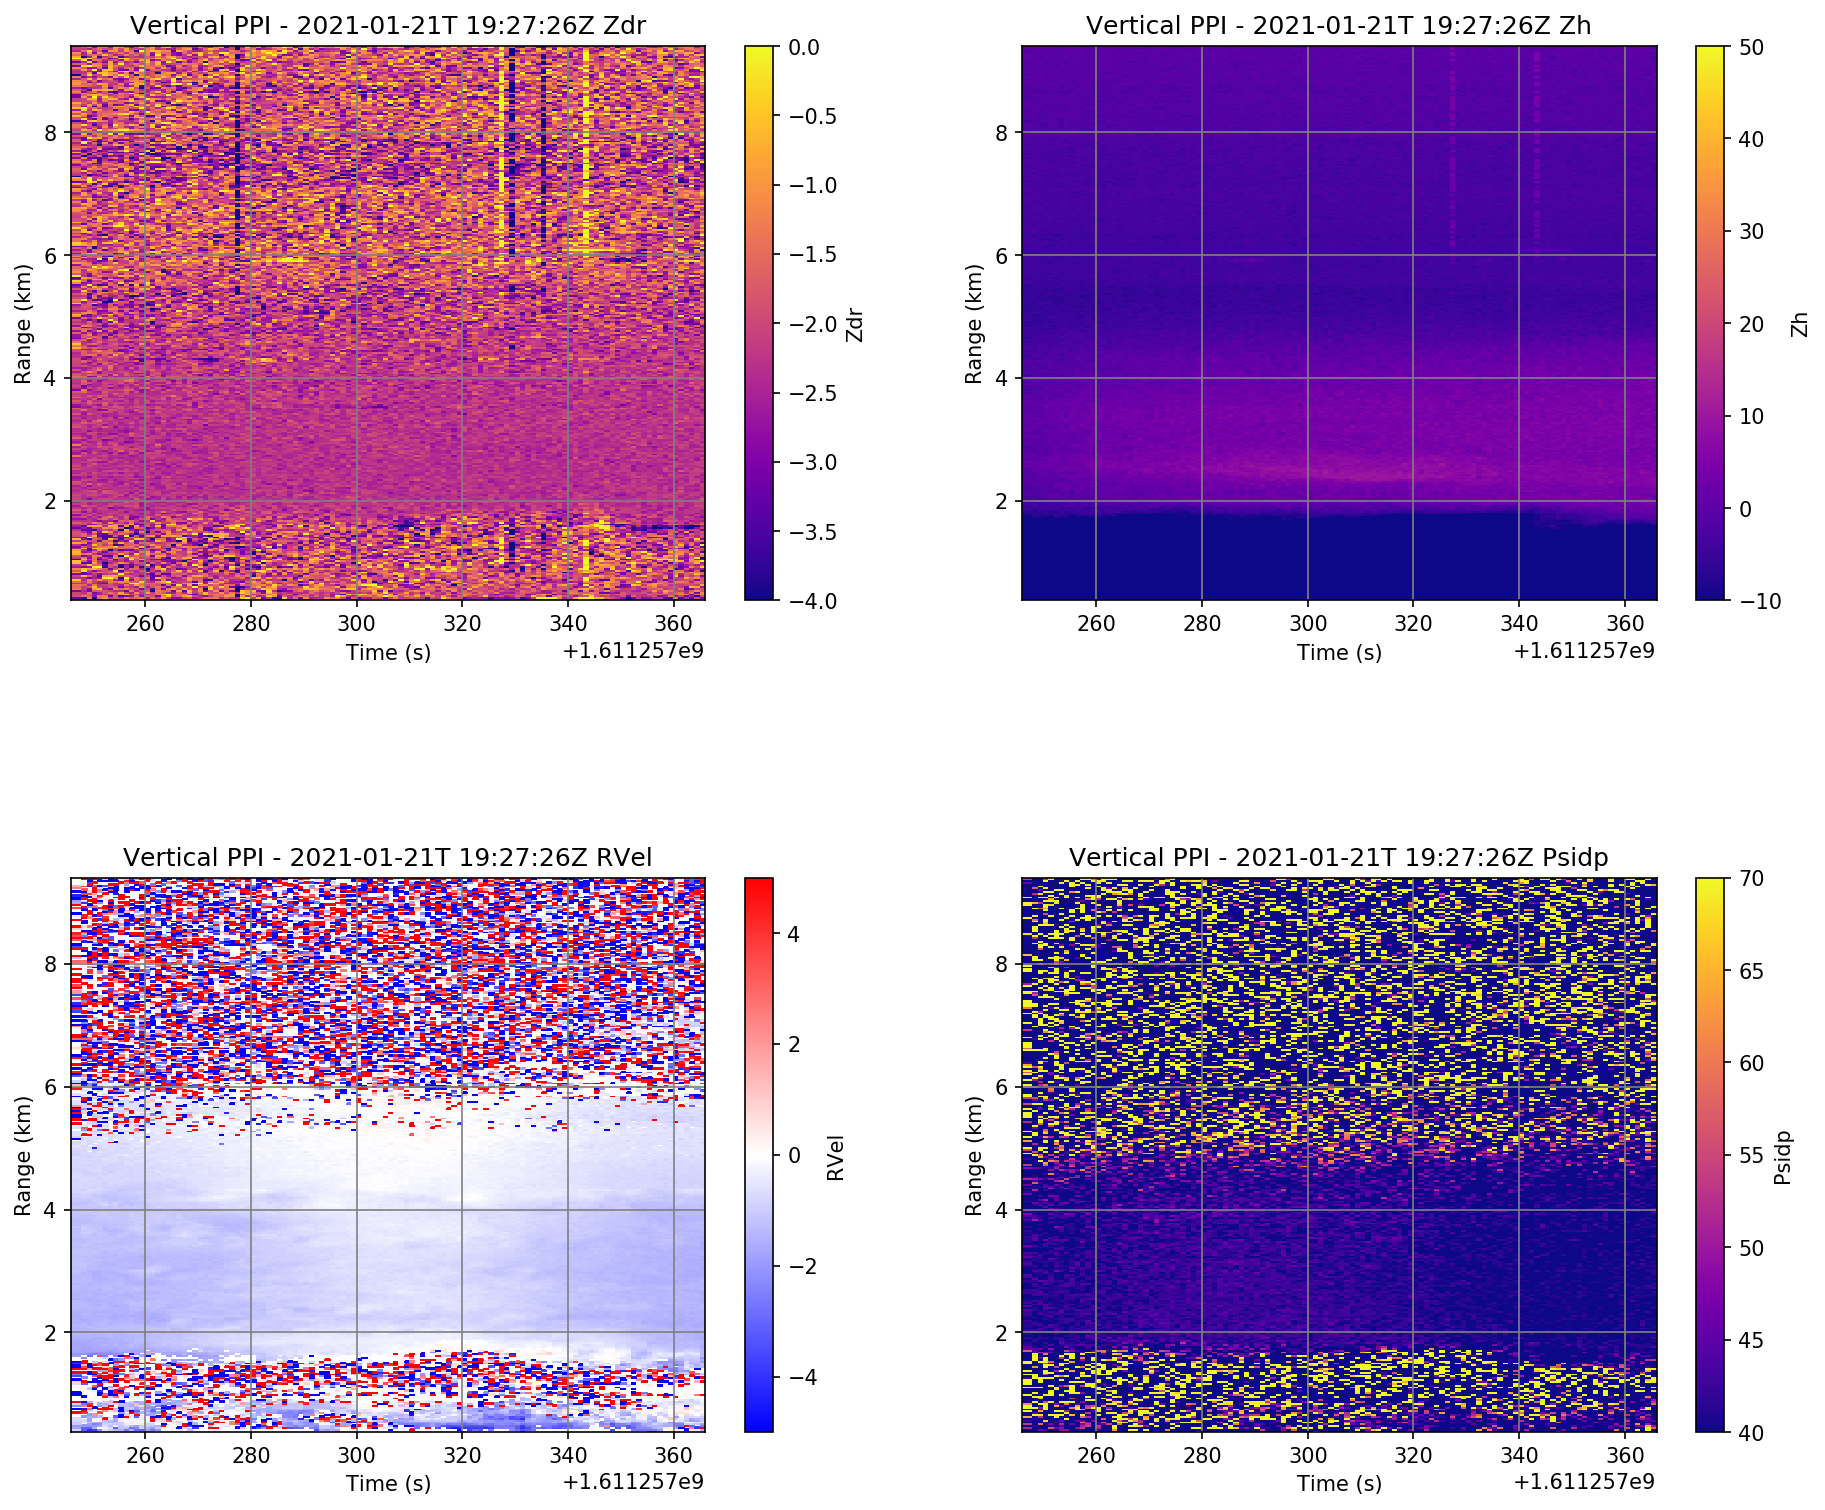 Vertical PPI - 2021-01-21T 19:27:26Z Zdr
Range (km)
8
6
4
2
260 280 300 320 340 360
Time (s)
+1.611257e9
0.0
−0.5
−1.0
−1.5
−2.0
−2.5
−3.0
−3.5
−4.0
Zdr
Vertical PPI - 2021-01-21T 19:27:26Z Zh
Range (km)
8
6
4
2
260 280 300 320 340 360
Time (s)
+1.611257e9
50
40
30
20
10
0
−10
Zh
Vertical PPI - 2021-01-21T 19:27:26Z RVel
Range (km)
8
6
4
2
260 280 300 320 340 360
Time (s)
+1.611257e9
4
2
0
−2
−4
RVel
Vertical PPI - 2021-01-21T 19:27:26Z Psidp
Range (km)
8
6
4
2
260 280 300 320 340 360
Time (s)
+1.611257e9
70
65
60
55
50
45
40
Psidp